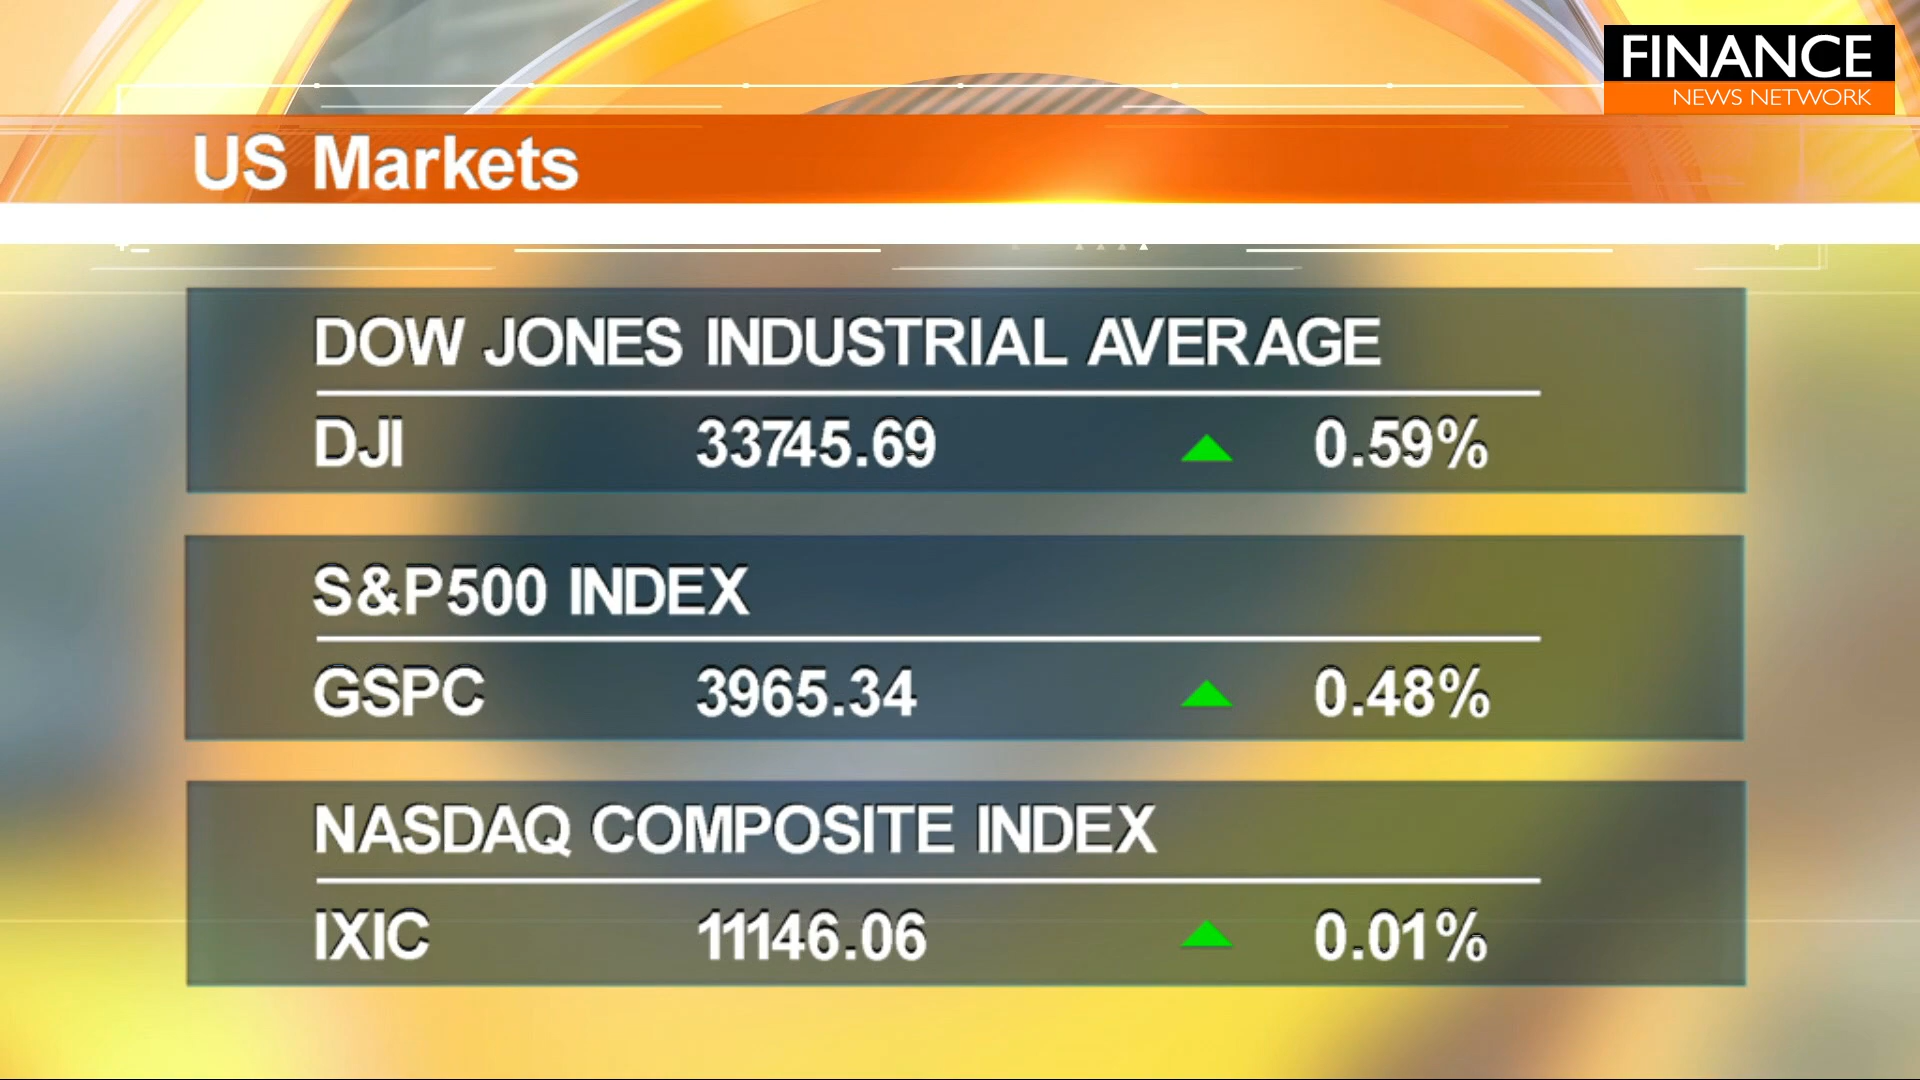 FINANCE
NEWS NETWORK
US Markets
DOW JONES INDUSTRIAL AVERAGE
DJI 33745.69 ▲ 0.59%
S&P500 INDEX
GSPC 3965.34 ▲ 0.48%
NASDAQ COMPOSITE INDEX
IXIC 11146.06 ▲ 0.01%